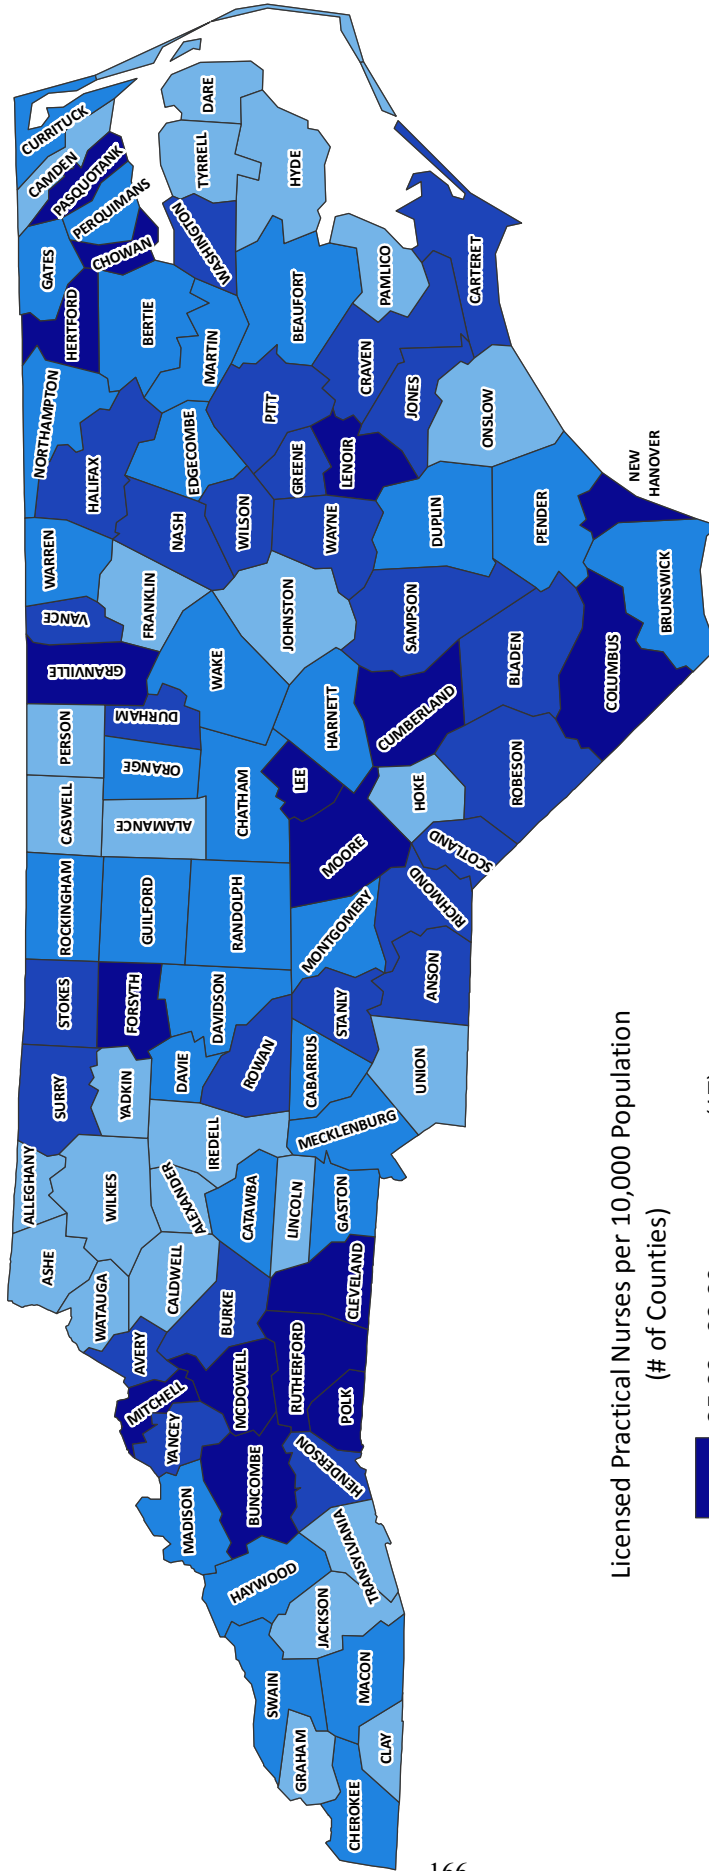 CURRITUCK
CAMDEN
PASQUOTANK
PERQUIMANS
CHOWAN
GATES
HERTFORD
NORTHAMPTON
BERTIE
WASHINGTON
TYRRELL
DARE
HYDE
MARTIN
BEAUFORT
PAMLICO
HALIFAX
EDGECOMBE
PITT
CRAVEN
CARTERET
JONES
ONSLOW
LENOIR
GREENE
WARREN
NASH
WILSON
WAYNE
DUPLIN
PENDER
NEW
HANOVER
VANCE
FRANKLIN
JOHNSTON
SAMPSON
BLADEN
COLUMBUS
BRUNSWICK
GRANVILLE
WAKE
HARNETT
CUMBERLAND
ROBESON
PERSON
DURHAM
ORANGE
CHATHAM
LEE
HOKE
CASWELL
ALAMANCE
MOORE
SCOTLAND
RICHMOND
ROCKINGHAM
GUILFORD
RANDOLPH
MONTGOMERY
ANSON
STOKES
FORSYTH
DAVIDSON
STANLY
ROWAN
CABARRUS
UNION
SURRY
YADKIN
DAVIE
IREDELL
MECKLENBURG
ALLEGHANY
WILKES
ALEXANDER
CATAWBA
LINCOLN
GASTON
ASHE
WATAUGA
CALDWELL
BURKE
CLEVELAND
AVERY
MITCHELL
MCDOWELL
RUTHERFORD
POLK
YANCEY
BUNCOMBE
HENDERSON
MADISON
HAYWOOD
TRANSYLVANIA
JACKSON
SWAIN
MACON
GRAHAM
CLAY
CHEROKEE
Licensed Practical Nurses per 10,000 Population
(# of Counties)
166